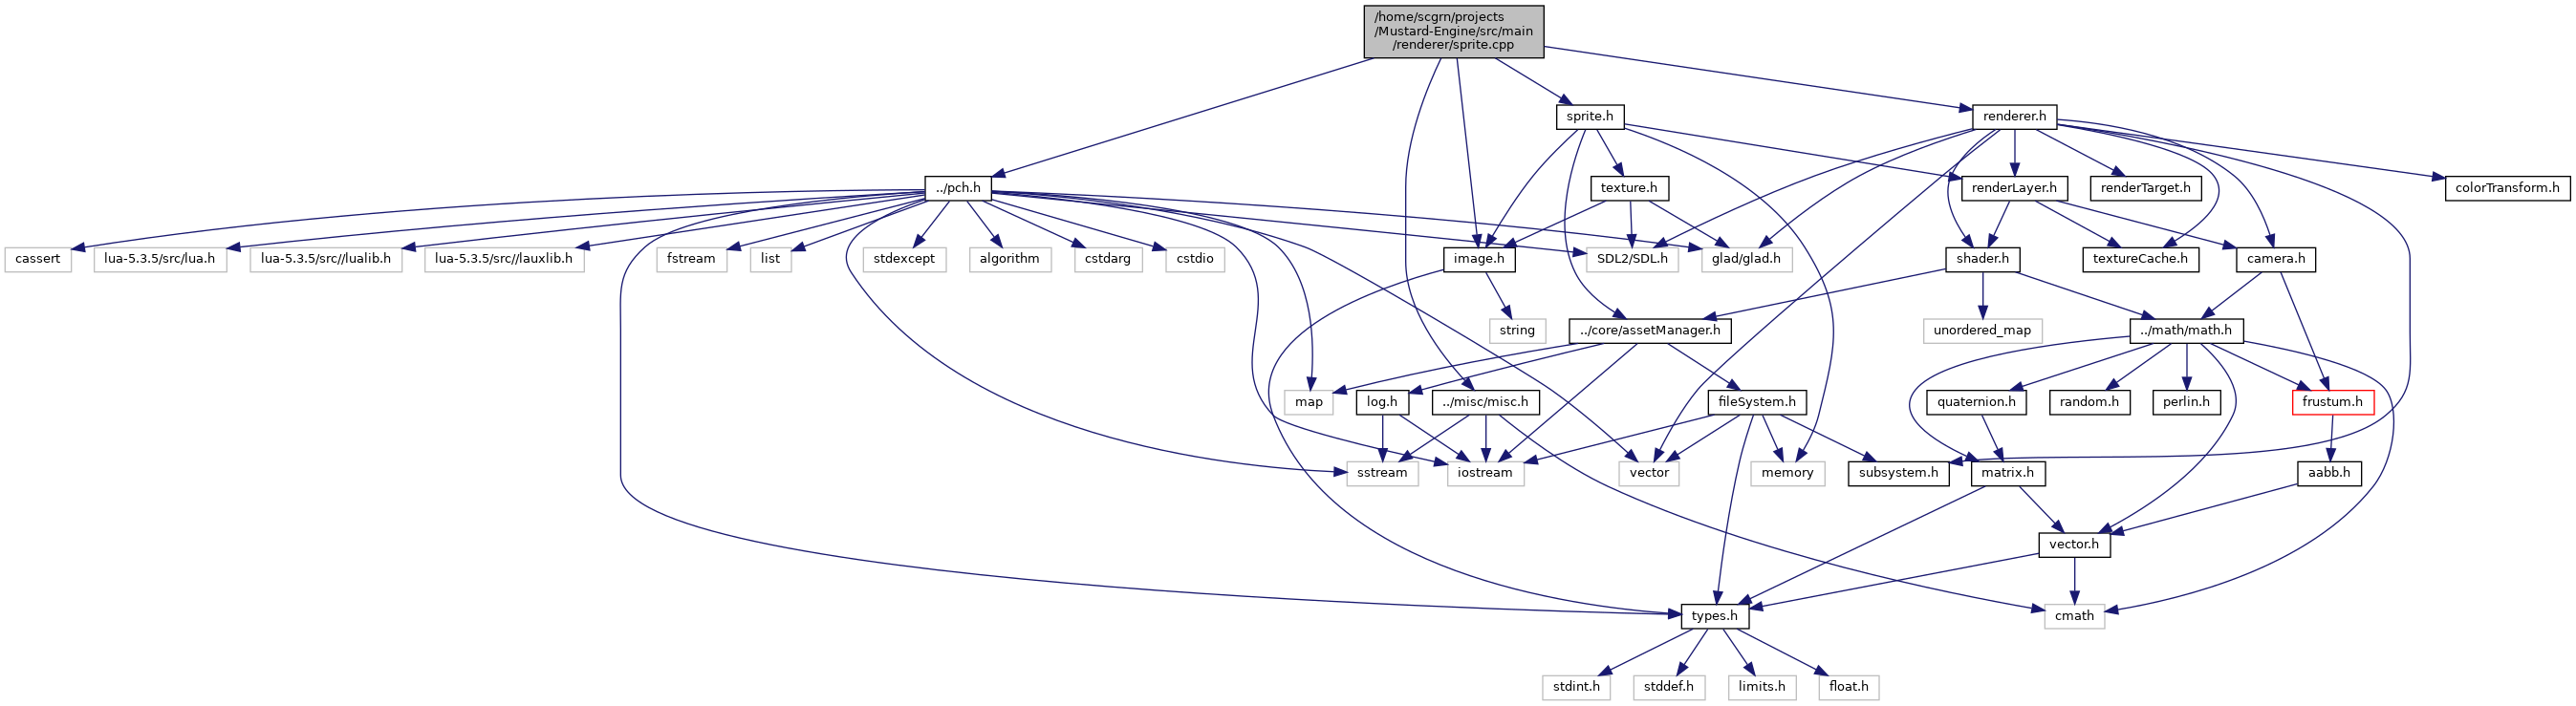 /home/scgrn/projects
/Mustard-Engine/src/main
/renderer/sprite.cpp
sprite.h
renderer.h
../pch.h
texture.h
renderLayer.h
renderTarget.h
colorTransform.h
cassert
lua-5.3.5/src/lua.h
lua-5.3.5/src//lualib.h
lua-5.3.5/src//lauxlib.h
fstream
list
stdexcept
algorithm
cstdarg
cstdio
image.h
SDL2/SDL.h
glad/glad.h
shader.h
textureCache.h
camera.h
string
../core/assetManager.h
unordered_map
../math/math.h
map
log.h
../misc/misc.h
fileSystem.h
quaternion.h
random.h
perlin.h
frustum.h
sstream
iostream
vector
memory
subsystem.h
matrix.h
aabb.h
vector.h
types.h
cmath
stdint.h
stddef.h
limits.h
float.h